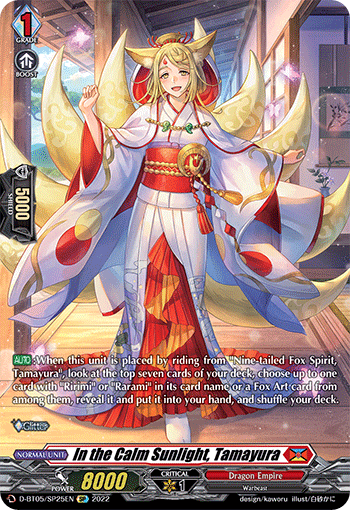 1
GRADE
BOOST
5000
SHIELD
AUTO:When this unit is placed by riding from "Nine-tailed Fox Spirit,
Tamayura", look at the top seven cards of your deck, choose up to one
card with "Ririmi" or "Rarami" in its card name or a Fox Art card from
among them, reveal it and put it into your hand, and shuffle your deck.
NORMAL UNIT
In the Calm Sunlight, Tamayura
POWER 8000
CRITICAL
1
Dragon Empire
Warbeast
D-BT05/SP25EN SP 2022
design/kaworu illust/白砂かに